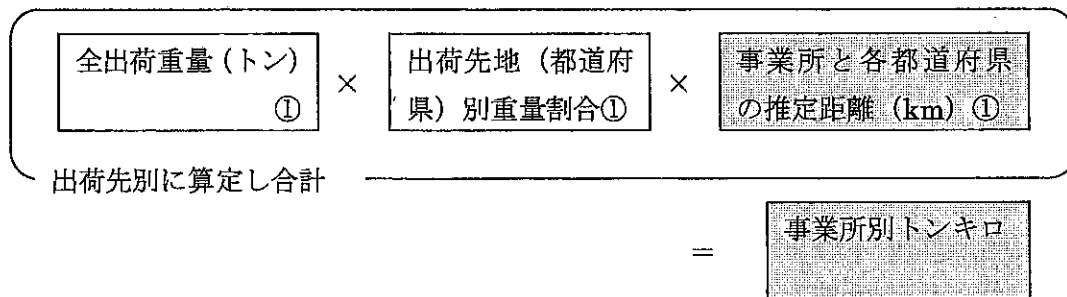 全出荷重量(トン)
①
×
出荷先地(都道府
県)別重量割合①
×
事業所と各都道府県
の推定距離(km)①
出荷先別に算定し合計
=
事業所別トンキロ